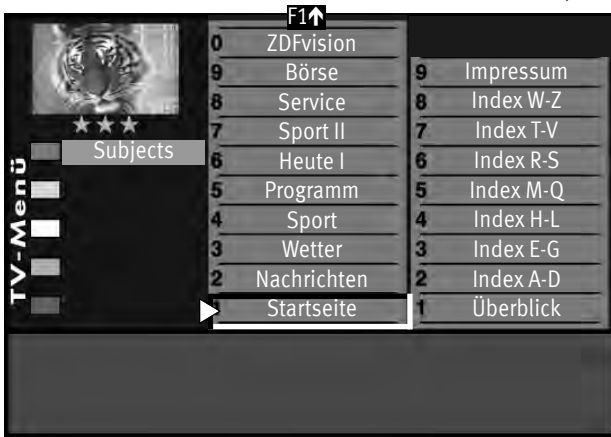 F1↑
0 ZDFvision
9 Börse 9 Impressum
8 Service 8 Index W-Z
7 Sport II 7 Index T-V
Subjects
6 Heute I 6 Index R-S
5 Programm 5 Index M-Q
4 Sport 4 Index H-L
3 Wetter 3 Index E-G
2 Nachrichten 2 Index A-D
Startseite 1 Überblick
TV-Menü